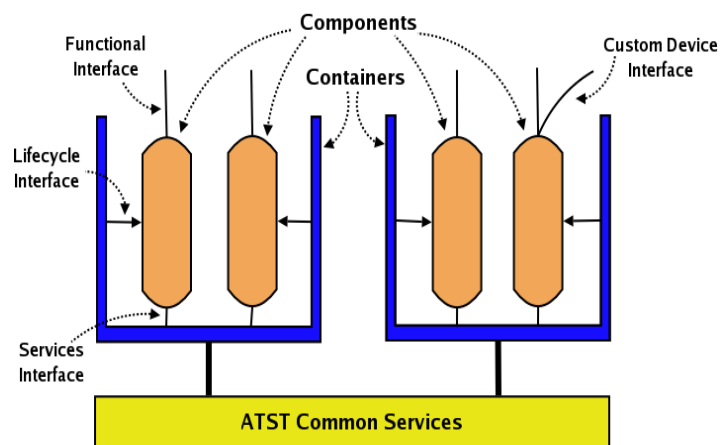 Components
Functional
Interface
Custom Device
Interface
Containers
Lifecycle
Interface
Services
Interface
ATST Common Services